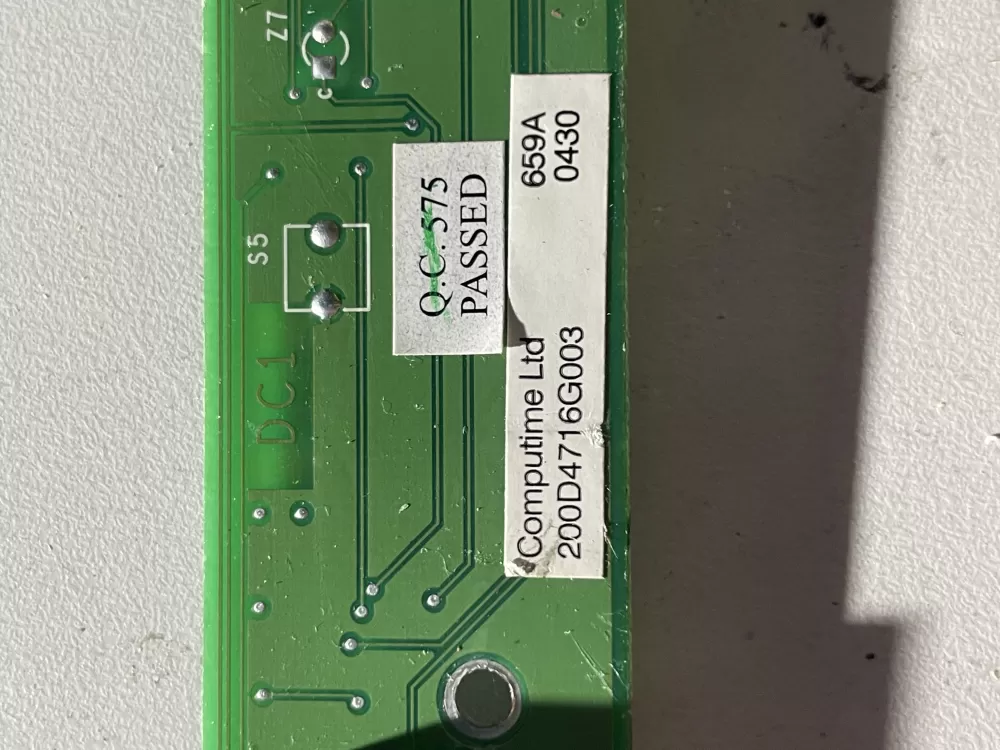 Z7
S5
DC1
Q.C. 575
PASSED
Computime Ltd 659A
200D4716G003 0430